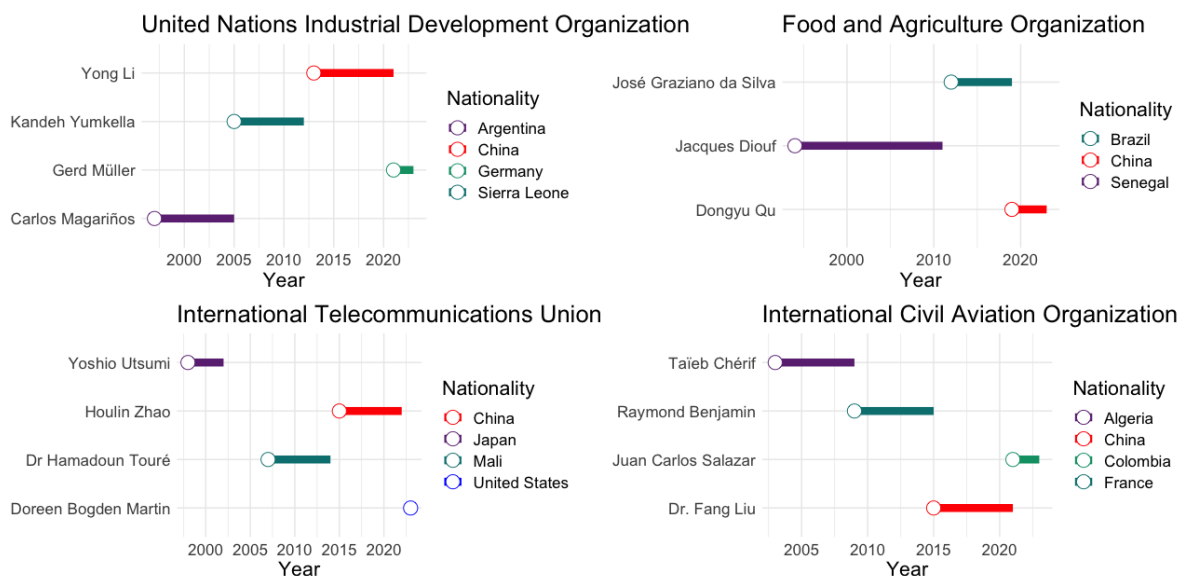 United Nations Industrial Development Organization
Yong Li
Kandeh Yumkella
Gerd Müller
Carlos Magariños
2000 2005 2010 2015 2020
Year
Nationality
Argentina
China
Germany
Sierra Leone
Food and Agriculture Organization
José Graziano da Silva
Jacques Diouf
Dongyu Qu
2000 2010 2020
Year
Nationality
Brazil
China
Senegal
International Telecommunications Union
Yoshio Utsumi
Houlin Zhao
Dr Hamadoun Touré
Doreen Bogden Martin
2000 2005 2010 2015 2020
Year
Nationality
China
Japan
Mali
United States
International Civil Aviation Organization
Taïeb Chérif
Raymond Benjamin
Juan Carlos Salazar
Dr. Fang Liu
2005 2010 2015 2020
Year
Nationality
Algeria
China
Colombia
France